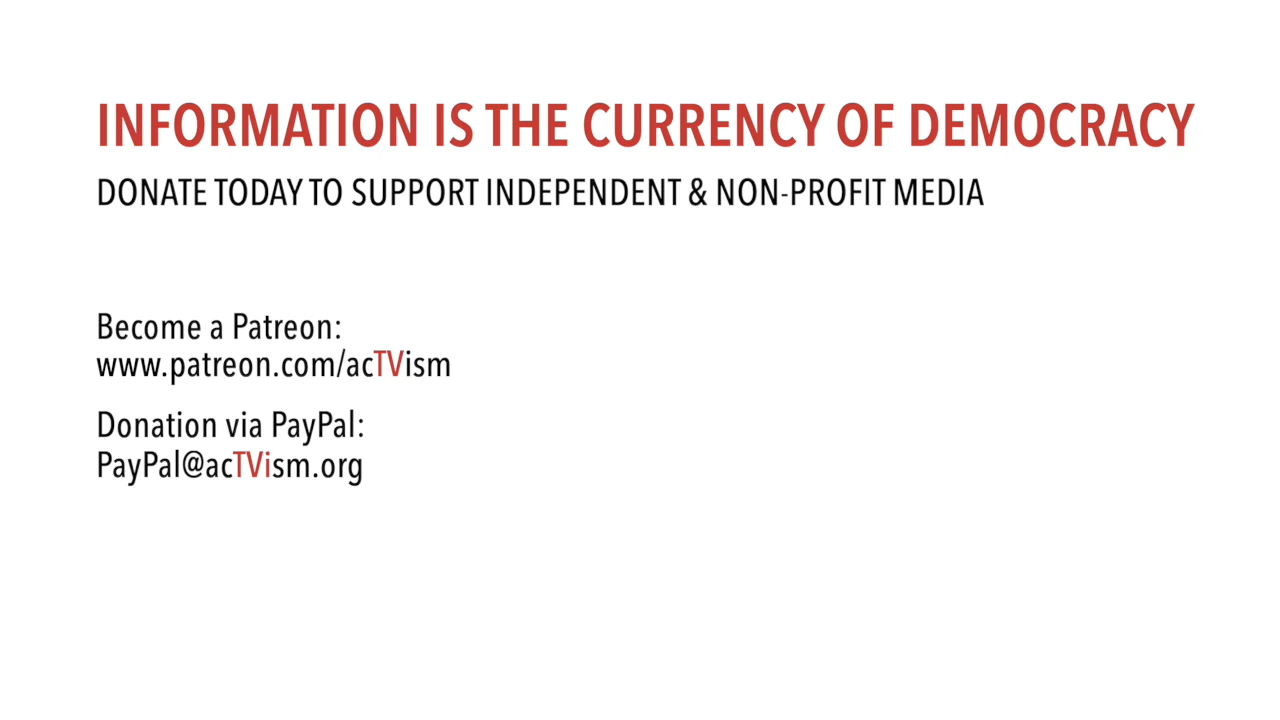 INFORMATION IS THE CURRENCY OF DEMOCRACY
DONATE TODAY TO SUPPORT INDEPENDENT & NON-PROFIT MEDIA
Become a Patreon:
www.patreon.com/acTVism
Donation via PayPal:
PayPal@acTVism.org